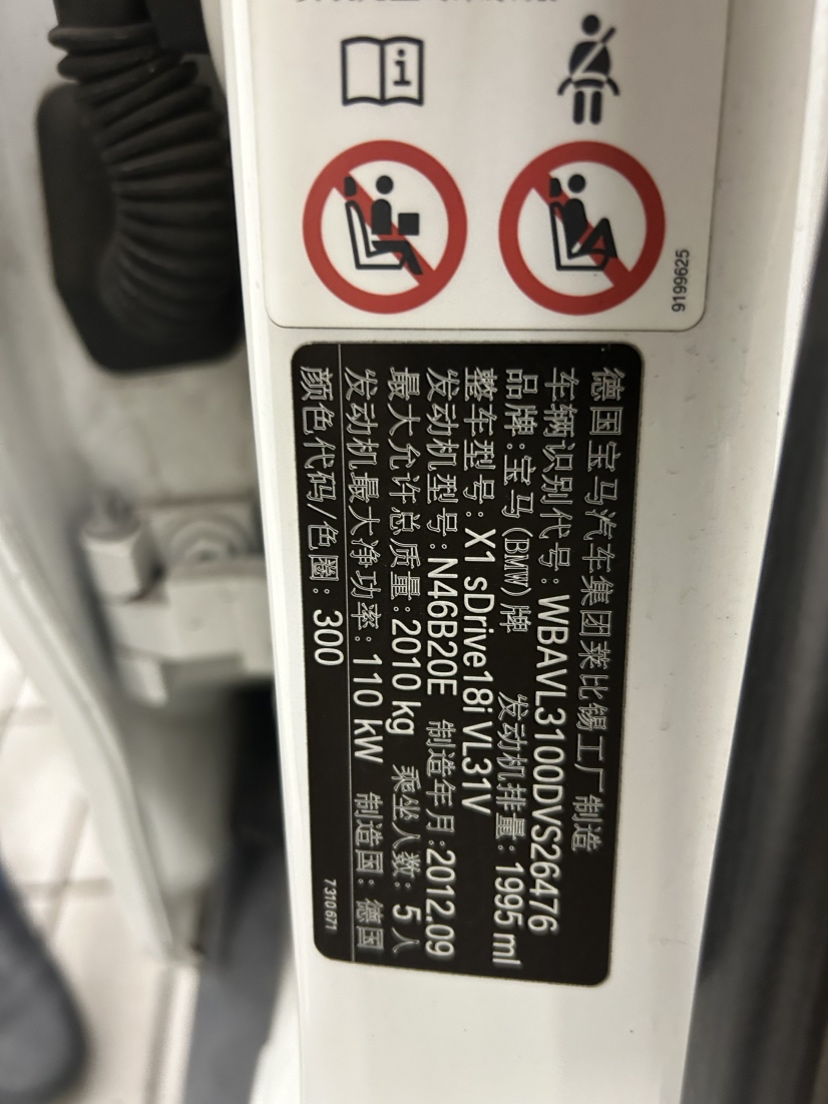 9199625
德国宝马汽车集团莱比锡工厂制造
车辆识别代号：WBAVL3100DVS26476
品牌：宝马(BMW)牌 发动机排量：1995 ml
整车型号：X1 sDrive18i VL31V
发动机型号：N46B20E 制造年月：2012.09
最大允许总质量：2010 kg 乘坐人数：5人
发动机最大净功率：110 kW 制造国：德国
颜色代码/色圈：300
7310671